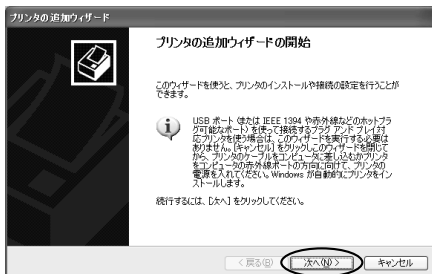 プリンタの追加ウィザード
プリンタの追加ウィザードの開始
このウィザードを使うと、プリンタのインストールや接続の設定を行うことが
できます。
USB ポート (または IEEE 1394 や赤外線などのホットプラ
グ可能なポート) を使って接続するプラグ アンド プレイ対
応プリンタを使う場合は、このウィザードを実行する必要は
ありません。[キャンセル] をクリックしこのウィザードを閉じて
から、プリンタのケーブルをコンピュータに差し込むかプリンタ
をコンピュータの赤外線ポートの方向に向けて、プリンタの
電源を入れてください。Windows が自動的にプリンタをイン
ストールします。
続行するには、[次へ] をクリックしてください。
< 戻る(B)
次へ(N) >
キャンセル